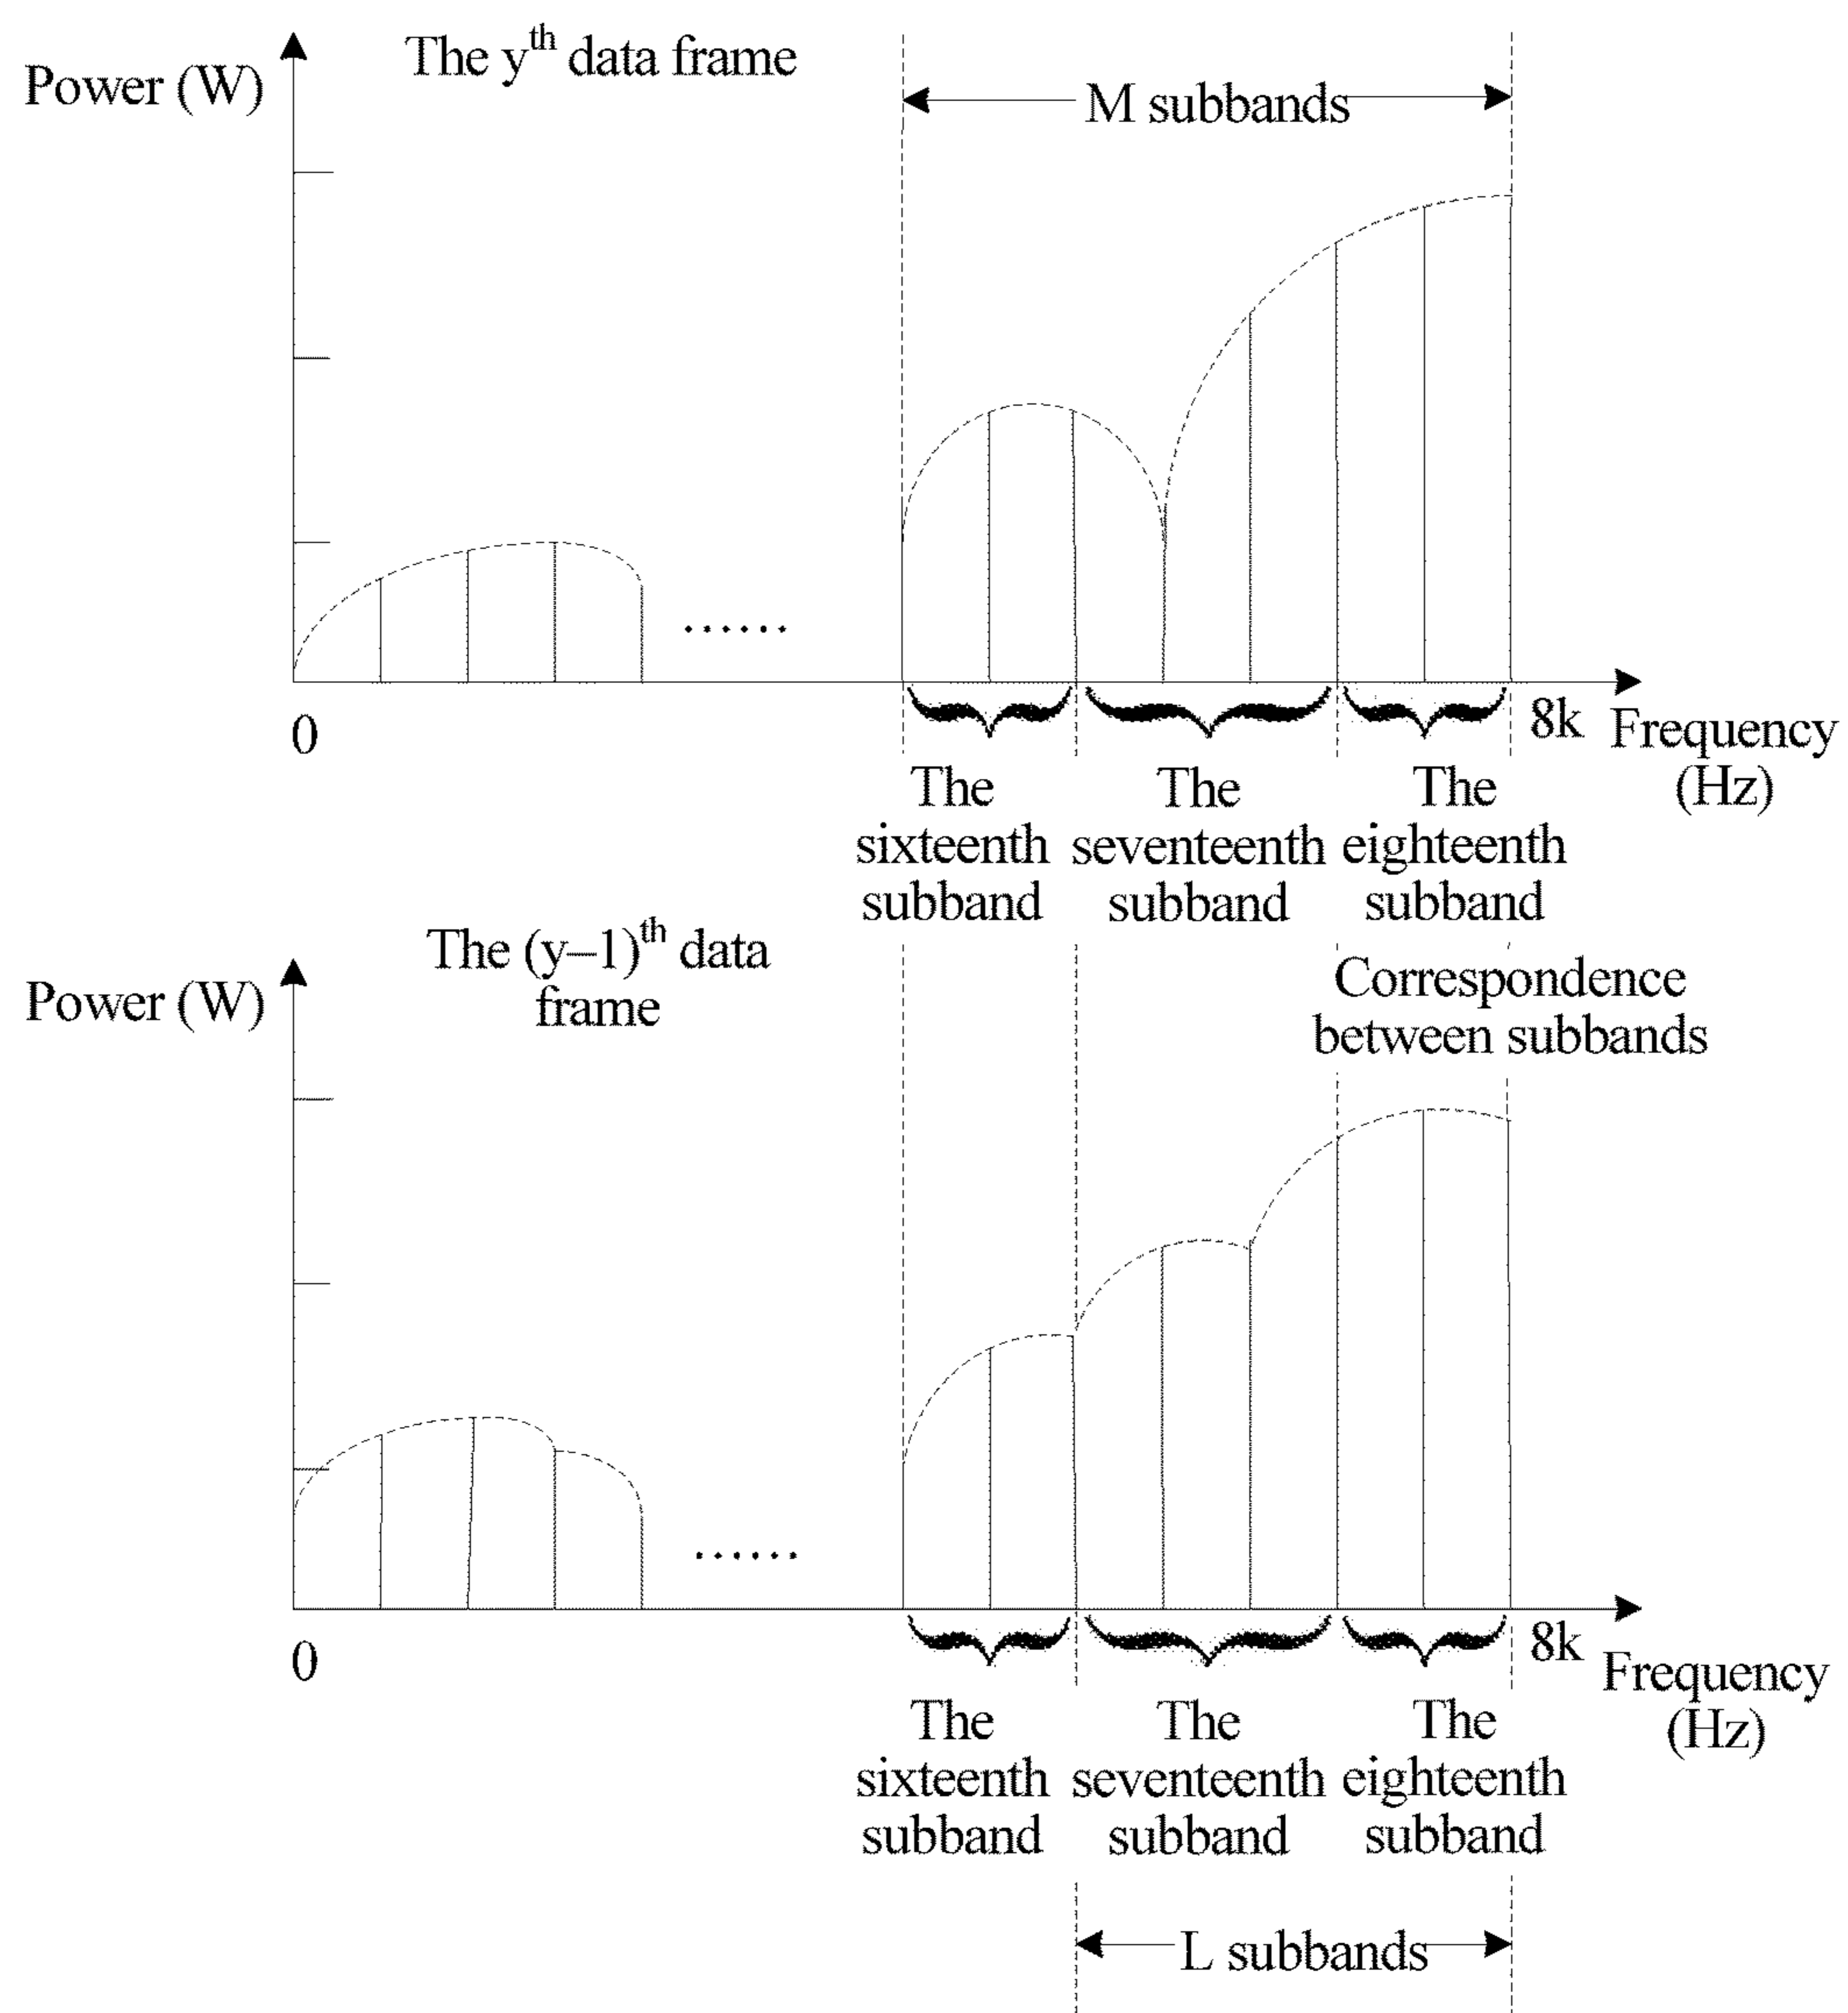 The yth data frame
Power (W)
M subbands
0
8k
Frequency
(Hz)
The
sixteenth
subband
The
seventeenth
subband
The
eighteenth
subband
The (y–1)th data
frame
Power (W)
Correspondence
between subbands
......
......
0
8k
Frequency
(Hz)
The
sixteenth
subband
The
seventeenth
subband
The
eighteenth
subband
L subbands